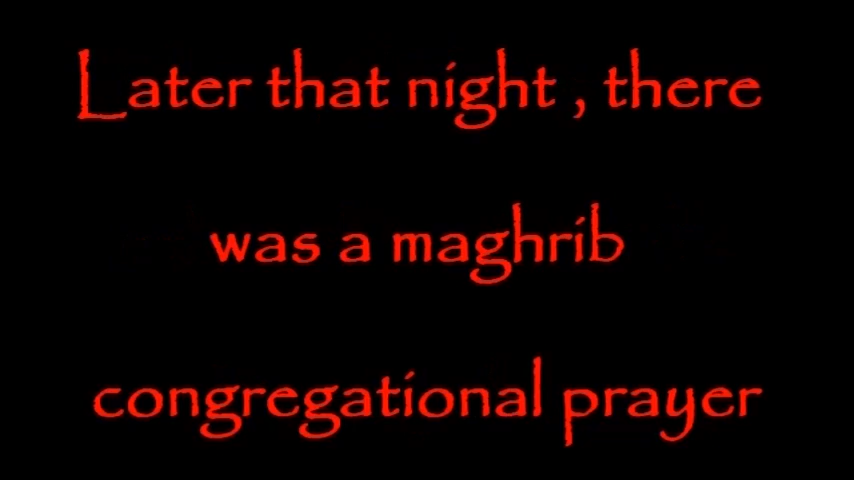 Later that night , there
was a maghrib
congregational prayer